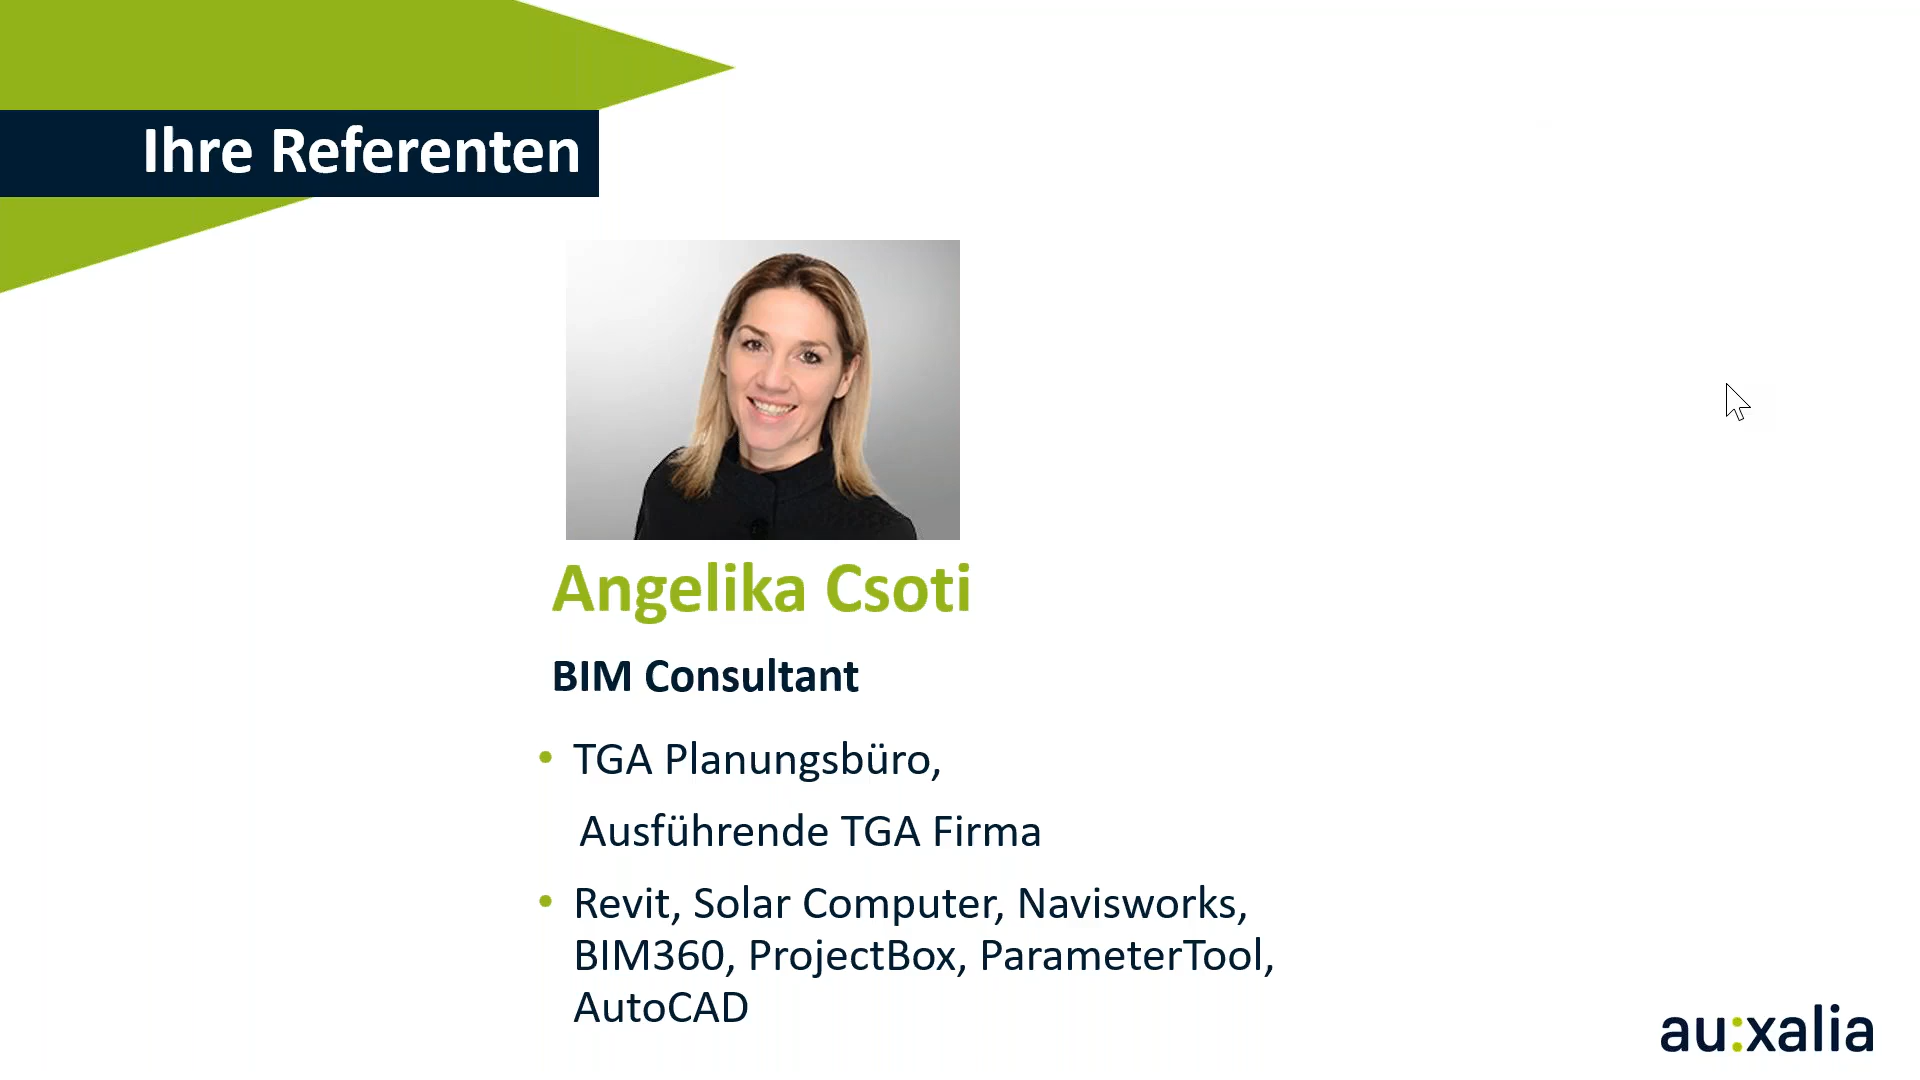 Ihre Referenten
Angelika Csoti
BIM Consultant
• TGA Planungsbüro,
Ausführende TGA Firma
• Revit, Solar Computer, Navisworks,
BIM360, ProjectBox, ParameterTool,
AutoCAD
au:xalia